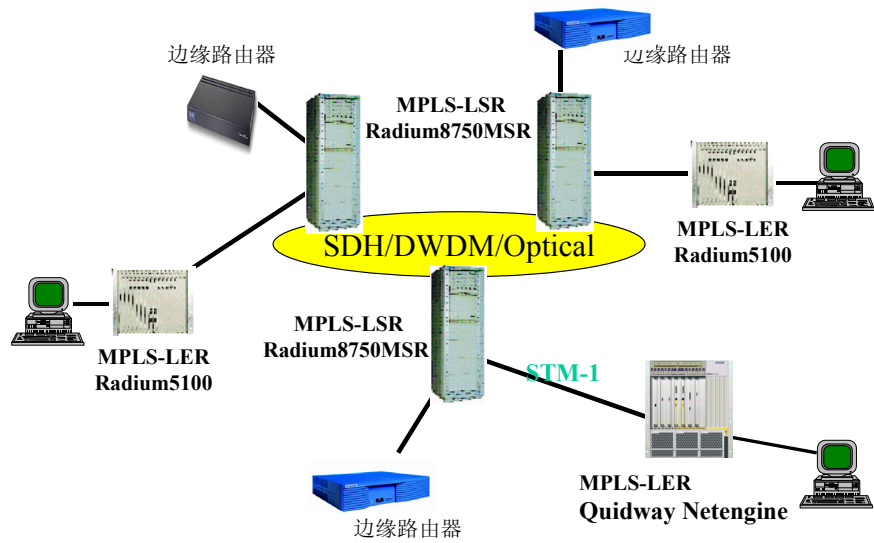 边缘路由器
边缘路由器
MPLS-LSR
Radium8750MSR
MPLS-LER
Radium5100
SDH/DWDM/Optical
MPLS-LSR
Radium8750MSR
MPLS-LER
Radium5100
STM-1
MPLS-LER
Quidway Netengine
边缘路由器